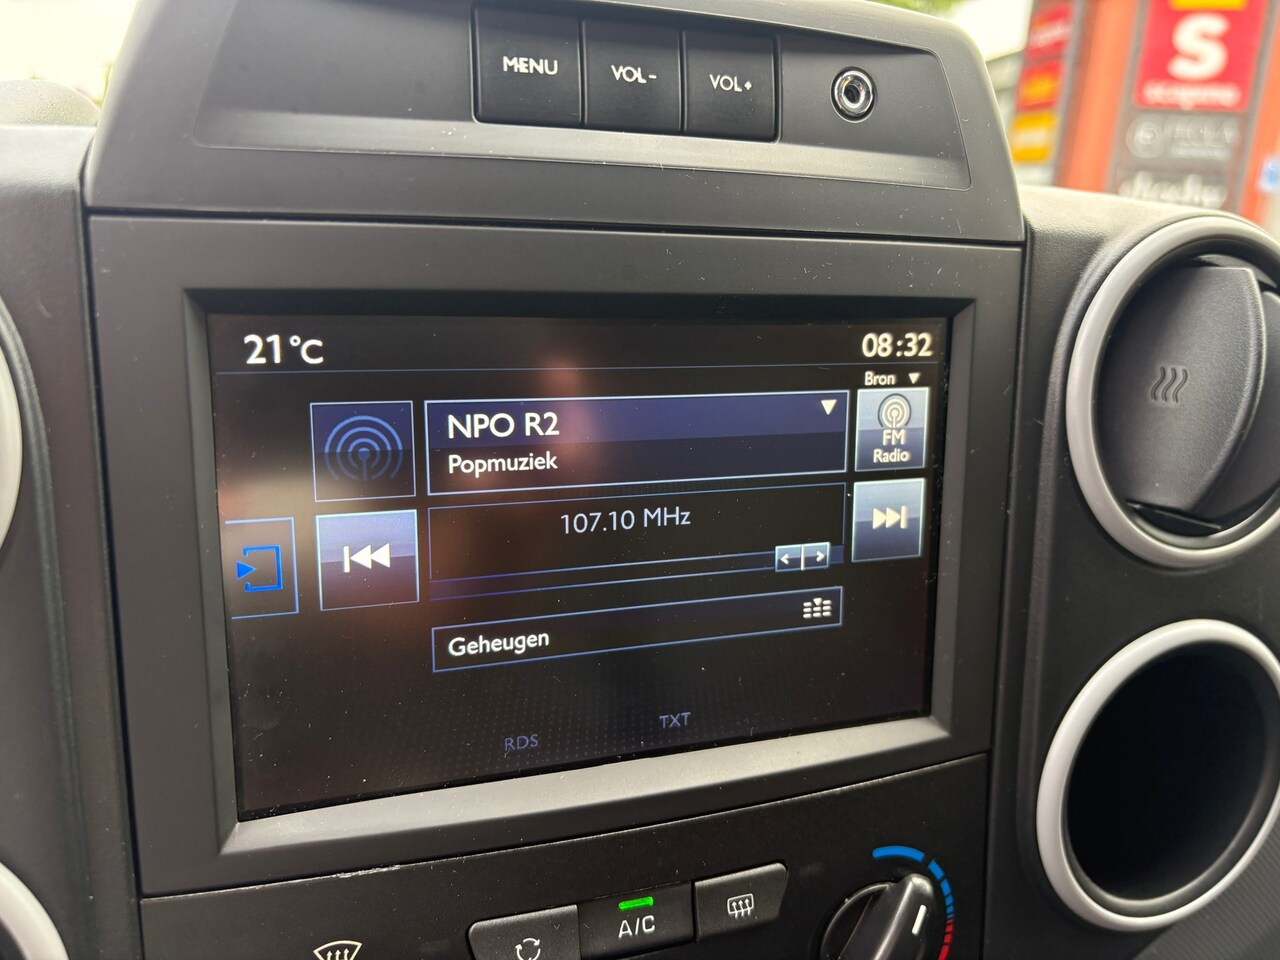 MENU
VOL-
VOL+
S
21°C
08:32
Bron
NPO R2
Popmuziek
FM
Radio
107.10 MHz
Geheugen
RDS
TXT
A/C